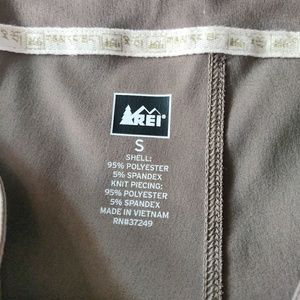 REI
S
SHELL:
95% POLYESTER
5% SPANDEX
KNIT PIECING:
95% POLYESTER
5% SPANDEX
MADE IN VIETNAM
RN#37249